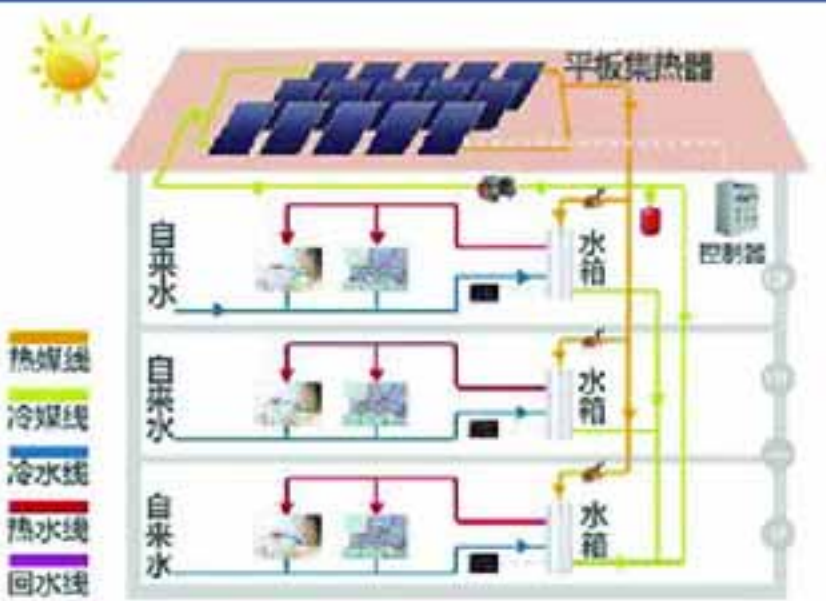 平板集热器
控制器
自来水
水箱
自来水
水箱
自来水
水箱
热媒线
冷媒线
冷水线
热水线
回水线